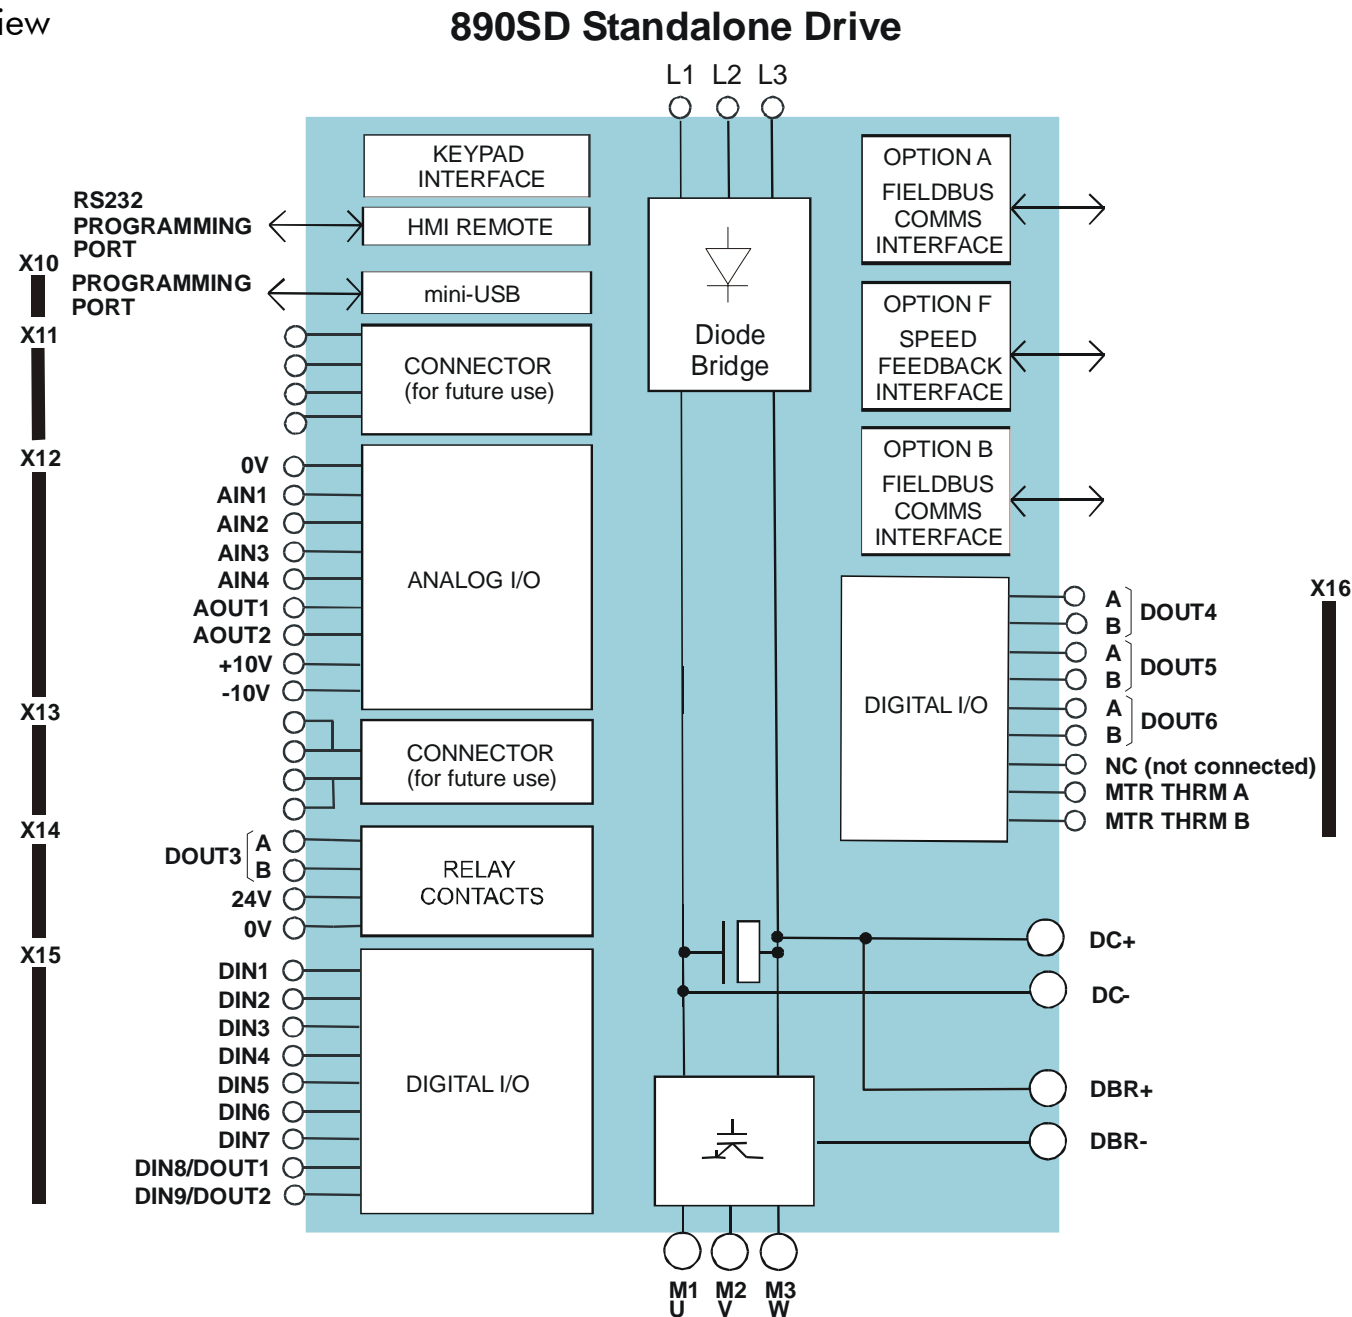 890SD Standalone Drive
L1 L2 L3
KEYPAD
INTERFACE
RS232
PROGRAMMING
PORT
HMI REMOTE
X10
PROGRAMMING
PORT
mini-USB
X11
CONNECTOR
(for future use)
X12
0V
AIN1
AIN2
AIN3
AIN4
AOUT1
AOUT2
+10V
-10V
ANALOG I/O
X13
CONNECTOR
(for future use)
X14
DOUT3
A
B
24V
0V
RELAY
CONTACTS
X15
DIN1
DIN2
DIN3
DIN4
DIN5
DIN6
DIN7
DIN8/DOUT1
DIN9/DOUT2
DIGITAL I/O
Diode
Bridge
OPTION A
FIELDBUS
COMMS
INTERFACE
OPTION F
SPEED
FEEDBACK
INTERFACE
OPTION B
FIELDBUS
COMMS
INTERFACE
X16
DIGITAL I/O
A
B
DOUT4
A
B
DOUT5
A
B
DOUT6
NC (not connected)
MTR THRM A
MTR THRM B
DC+
DC-
DBR+
DBR-
M1 M2 M3
U V W